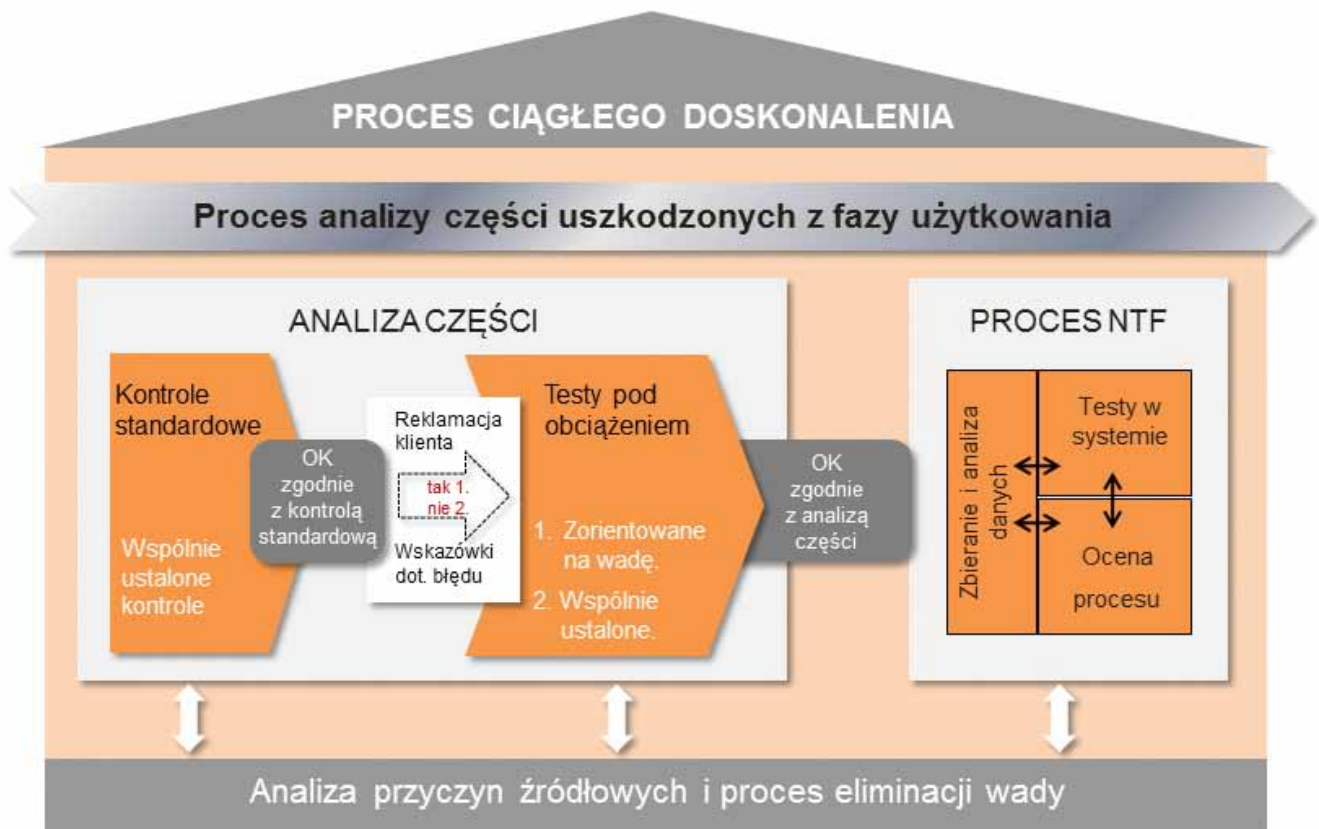 PROCES CIĄGŁEGO DOSKONALENIA
Proces analizy części uszkodzonych z fazy użytkowania
ANALIZA CZĘŚCI
Kontrole
standardowe
Wspólnie
ustalone
kontrole
OK
zgodnie
z kontrolą
standardową
Reklamacja
klienta
tak 1.
nie 2.
Wskazówki
dot. błędu
Testy pod
obciążeniem
1. Zorientowane
na wadę.
2. Wspólnie
ustalone.
OK
zgodnie
z analizą
części
PROCES NTF
Zbieranie i analiza
danych
Testy w
systemie
Ocena
procesu
Analiza przyczyn źródłowych i proces eliminacji wady